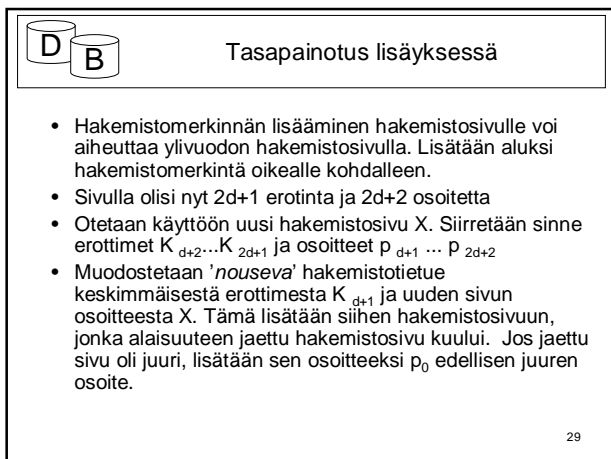 D
B
Tasapainotus lisäyksessä
• Hakemistomerkinnän lisääminen hakemistosivulle voi
aiheuttaa ylivuodon hakemistosivulla. Lisätään aluksi
hakemistomerkintä oikealle kohdalleen.
• Sivulla olisi nyt 2d+1 erotinta ja 2d+2 osoitetta
• Otetaan käyttöön uusi hakemistosivu X. Siirretään sinne
erottimet K d+2...K 2d+1 ja osoitteet p d+1 ... p 2d+2
• Muodostetaan 'nouseva' hakemistotietue
keskimmäisestä erottimesta K d+1 ja uuden sivun
osoitteesta X. Tämä lisätään siihen hakemistosivuun,
jonka alaisuuteen jaettu hakemistosivu kuului. Jos jaettu
sivu oli juuri, lisätään sen osoitteeksi p0 edellisen juuren
osoite.
29